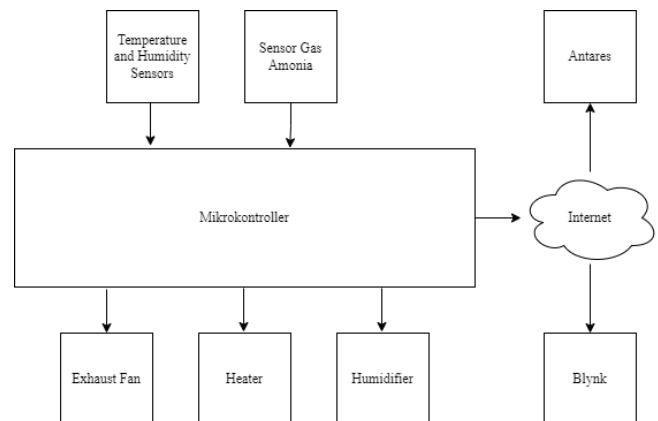 Temperature
and Humidity
Sensors
Sensor Gas
Amonia
Antares
Mikrokontroller
Internet
Exhaust Fan
Heater
Humidifier
Blynk